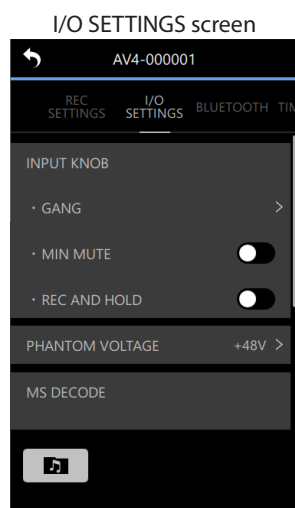 I/O SETTINGS screen
AV4-000001
REC
SETTINGS
I/O
SETTINGS
BLUETOOTH
TIM
INPUT KNOB
・GANG
・MIN MUTE
・REC AND HOLD
PHANTOM VOLTAGE +48V
MS DECODE